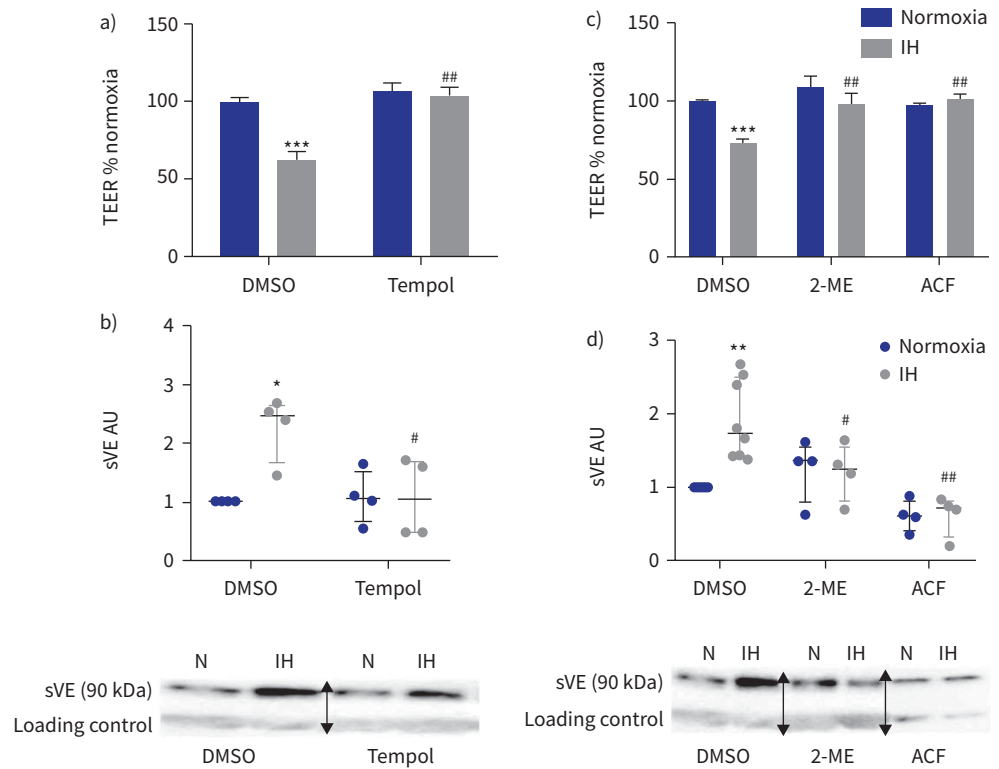 a)
150
100
50
0
TEER % normoxia
***
##
DMSO
Tempol
c)
150
100
50
0
TEER % normoxia
Normoxia
IH
***
##
##
DMSO
2-ME
ACF
b)
4
3
2
1
0
sVE AU
*
#
DMSO
Tempol
d)
3
2
1
0
sVE AU
Normoxia
IH
**
#
##
DMSO
2-ME
ACF
N IH N IH
sVE (90 kDa)
Loading control
DMSO Tempol
N IH N IH N IH
sVE (90 kDa)
Loading control
DMSO 2-ME ACF